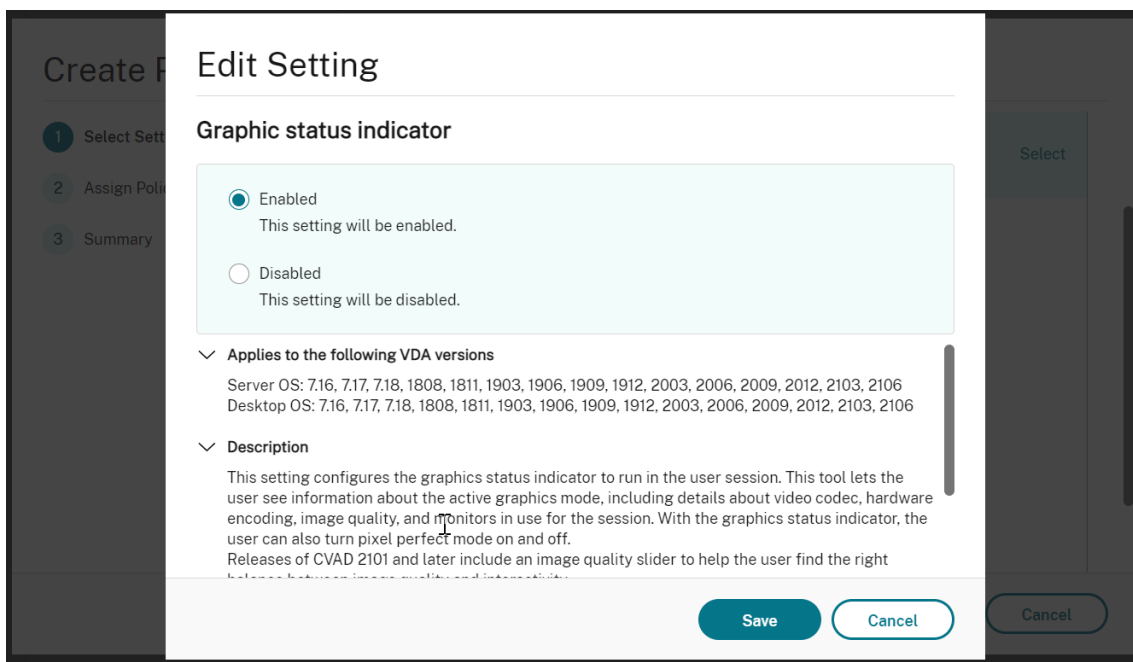 Create P
Edit Setting
1 Select Sett
2 Assign Poli
3 Summary
Select
Graphic status indicator
Enabled
This setting will be enabled.
Disabled
This setting will be disabled.
Applies to the following VDA versions
Server OS: 7.16, 7.17, 7.18, 1808, 1811, 1903, 1906, 1909, 1912, 2003, 2006, 2009, 2012, 2103, 2106
Desktop OS: 7.16, 7.17, 7.18, 1808, 1811, 1903, 1906, 1909, 1912, 2003, 2006, 2009, 2012, 2103, 2106
Description
This setting configures the graphics status indicator to run in the user session. This tool lets the
user see information about the active graphics mode, including details about video codec, hardware
encoding, image quality, and monitors in use for the session. With the graphics status indicator, the
user can also turn pixel perfect mode on and off.
Releases of CVAD 2101 and later include an image quality slider to help the user find the right
balance between image quality and interactivity.
Save
Cancel
Cancel